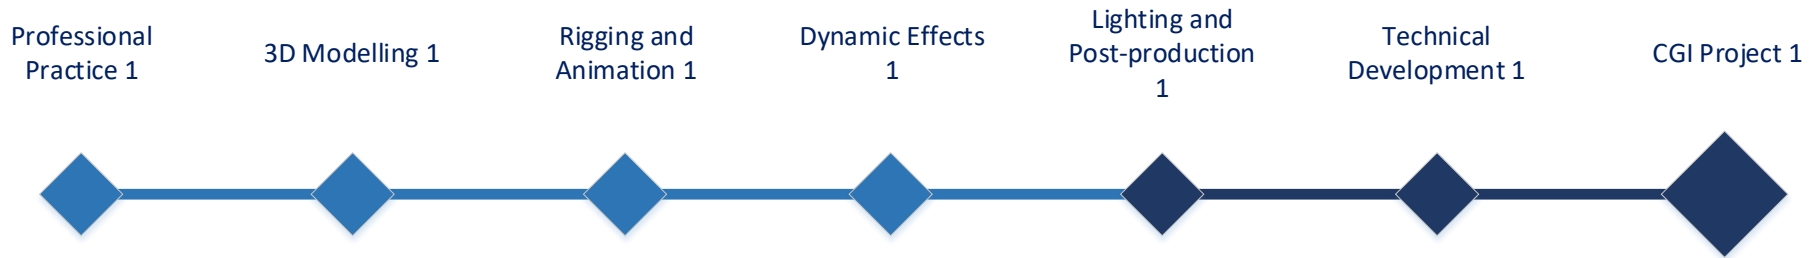 Professional
Practice 1
3D Modelling 1
Rigging and
Animation 1
Dynamic Effects
1
Lighting and
Post-production
1
Technical
Development 1
CGI Project 1